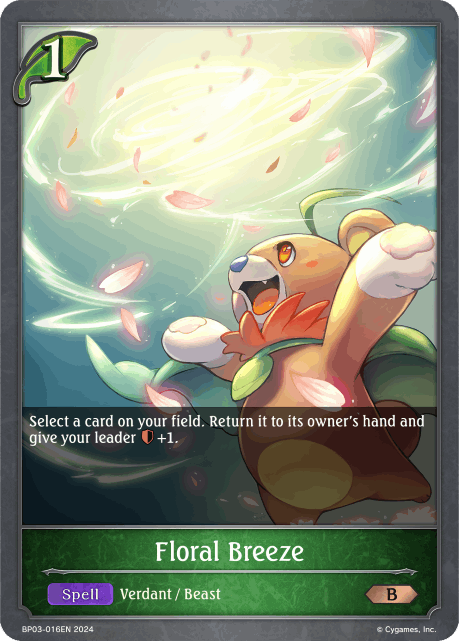 1
Select a card on your field. Return it to its owner's hand and
give your leader +1.
Floral Breeze
Spell Verdant / Beast B
BP03-016EN 2024 © Cygames, Inc.